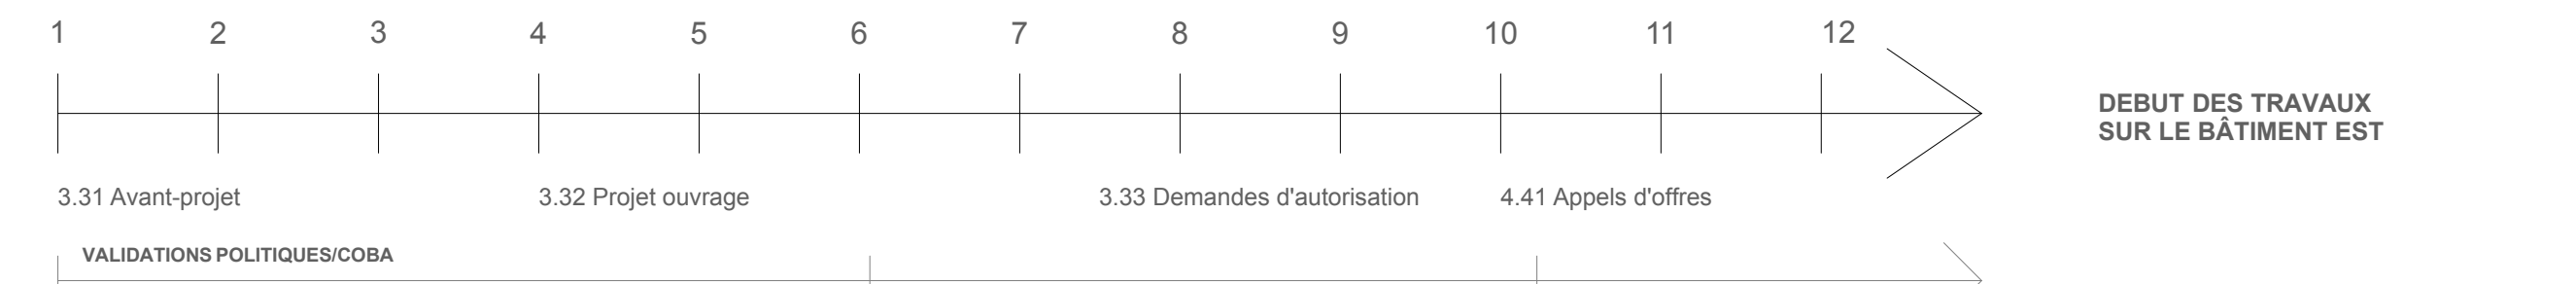 1 2 3 4 5 6 7 8 9 10 11 12
DEBUT DES TRAVAUX
SUR LE BÂTIMENT EST
3.31 Avant-projet 3.32 Projet ouvrage 3.33 Demandes d'autorisation 4.41 Appels d'offres
VALIDATIONS POLITIQUES/COBA